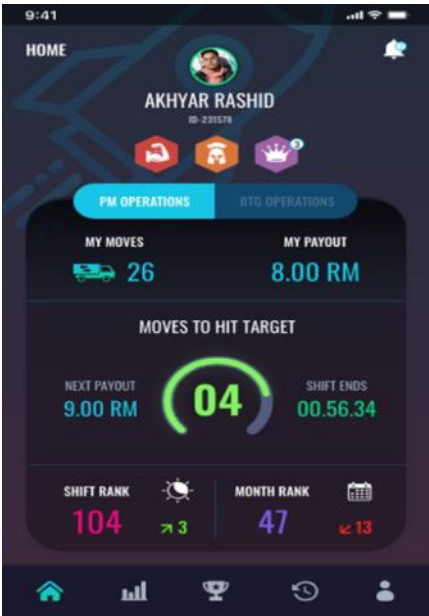 9:41
HOME
AKHYAR RASHID
ID-231578
3
PM OPERATIONS RTG OPERATIONS
MY MOVES MY PAYOUT
26 8.00 RM
MOVES TO HIT TARGET
NEXT PAYOUT 04 SHIFT ENDS
9.00 RM 00.56.34
SHIFT RANK MONTH RANK
104 3 47 13